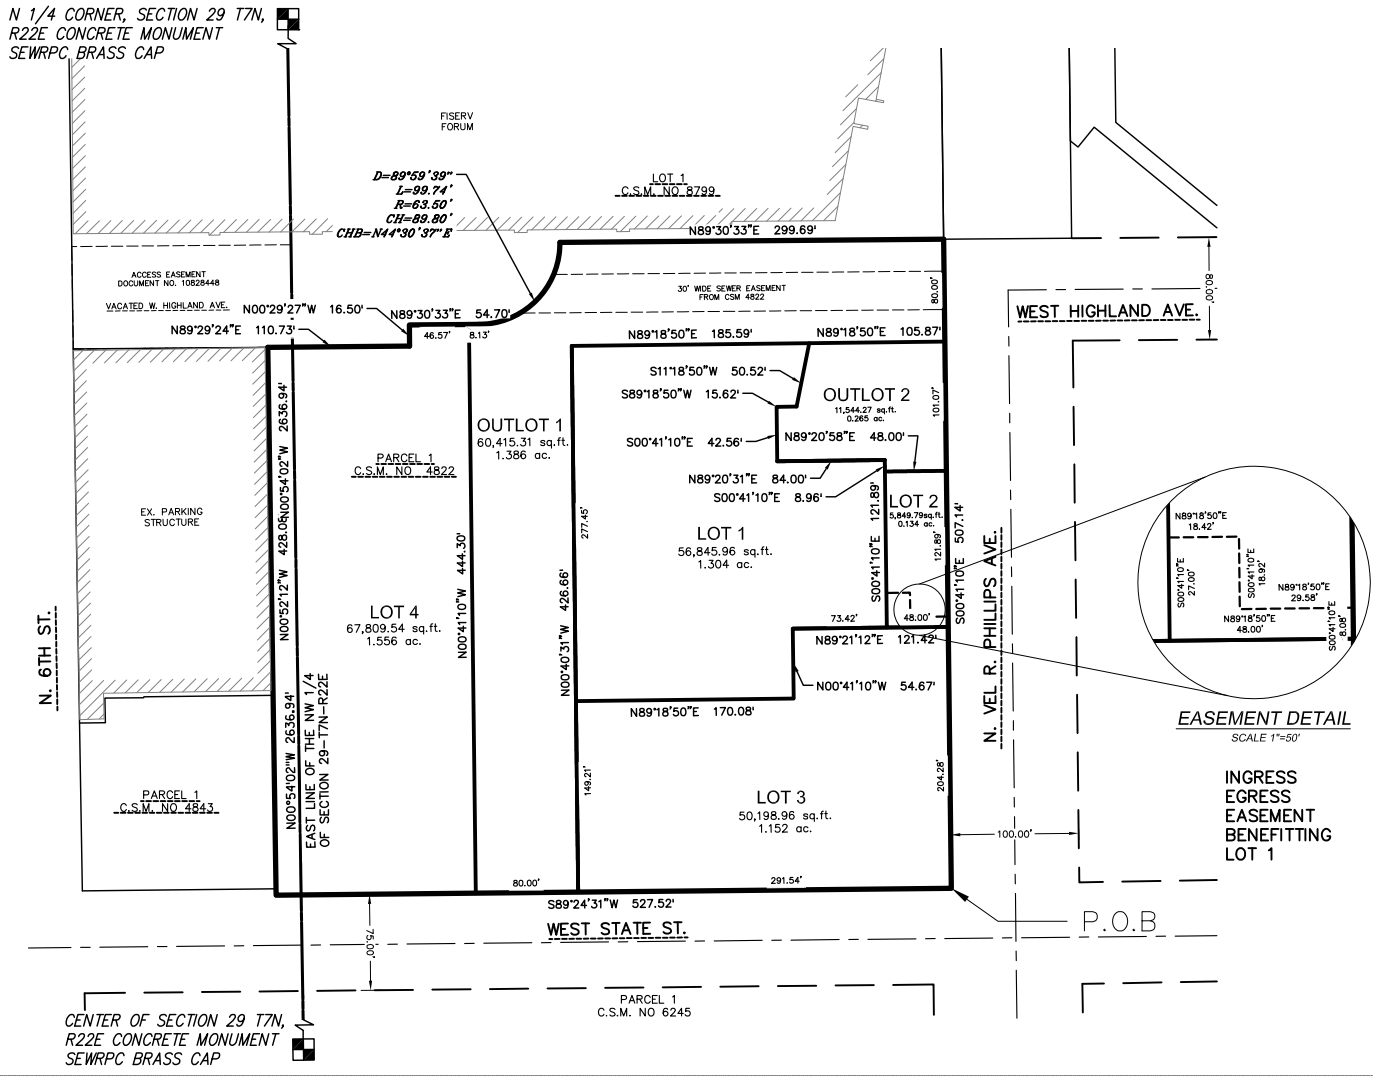 N 1/4 CORNER, SECTION 29 T7N,
R22E CONCRETE MONUMENT
SEWRPC BRASS CAP
FISERV
FORUM
D=89°59'39"
L=99.74'
R=63.50'
CH=89.80'
CHB=N44°30'37"E
LOT 1
C.S.M. NO 8799
N89°30'33"E 299.69'
ACCESS EASEMENT
DOCUMENT NO. 10828448
VACATED W. HIGHLAND AVE.
N00°29'27"W 16.50'
N89°29'24"E 110.73'
N89°30'33"E 54.70'
46.57' 8.13'
30' WIDE SEWER EASEMENT
FROM CSM 4822
80.00'
80.00'
WEST HIGHLAND AVE.
N89°18'50"E 185.59'
N89°18'50"E 105.87'
S11°18'50"W 50.52'
S89°18'50"W 15.62'
S00°41'10"E 42.56'
OUTLOT 2
11,544.27 sq.ft.
0.265 ac.
N89°20'58"E 48.00'
101.07'
N89°20'31"E 84.00'
S00°41'10"E 8.96'
OUTLOT 1
60,415.31 sq.ft.
1.386 ac.
PARCEL 1
C.S.M. NO 4822
EX. PARKING
STRUCTURE
N00°54'02"W 2636.94'
N00°52'12"W 428.06'
LOT 4
67,809.54 sq.ft.
1.556 ac.
N00°41'10"W 444.30'
277.45'
N00°40'31"W 426.66'
LOT 1
56,845.96 sq.ft.
1.304 ac.
S00°41'10"E 121.89'
LOT 2
5,849.79sq.ft.
0.134 ac.
121.89'
S00°41'10"E 507.14'
N. VEL R. PHILLIPS AVE.
73.42' 48.00'
N89°21'12"E 121.42'
N00°41'10"W 54.67'
N89°18'50"E 170.08'
N. 6TH ST.
N00°54'02"W 2636.94'
EAST LINE OF THE NW 1/4
OF SECTION 29-T7N-R22E
PARCEL 1
C.S.M. NO 4843
149.21'
LOT 3
50,198.96 sq.ft.
1.152 ac.
204.28'
100.00'
80.00'
291.54'
S89°24'31"W 527.52'
WEST STATE ST.
P.O.B
75.00'
PARCEL 1
C.S.M. NO 6245
N89°18'50"E
18.42'
S00°41'10"E
27.00'
S00°41'10"E
18.92'
N89°18'50"E
29.58'
N89°18'50"E
48.00'
S00°41'10"E
8.08'
EASEMENT DETAIL
SCALE 1"=50'
INGRESS
EGRESS
EASEMENT
BENEFITTING
LOT 1
CENTER OF SECTION 29 T7N,
R22E CONCRETE MONUMENT
SEWRPC BRASS CAP